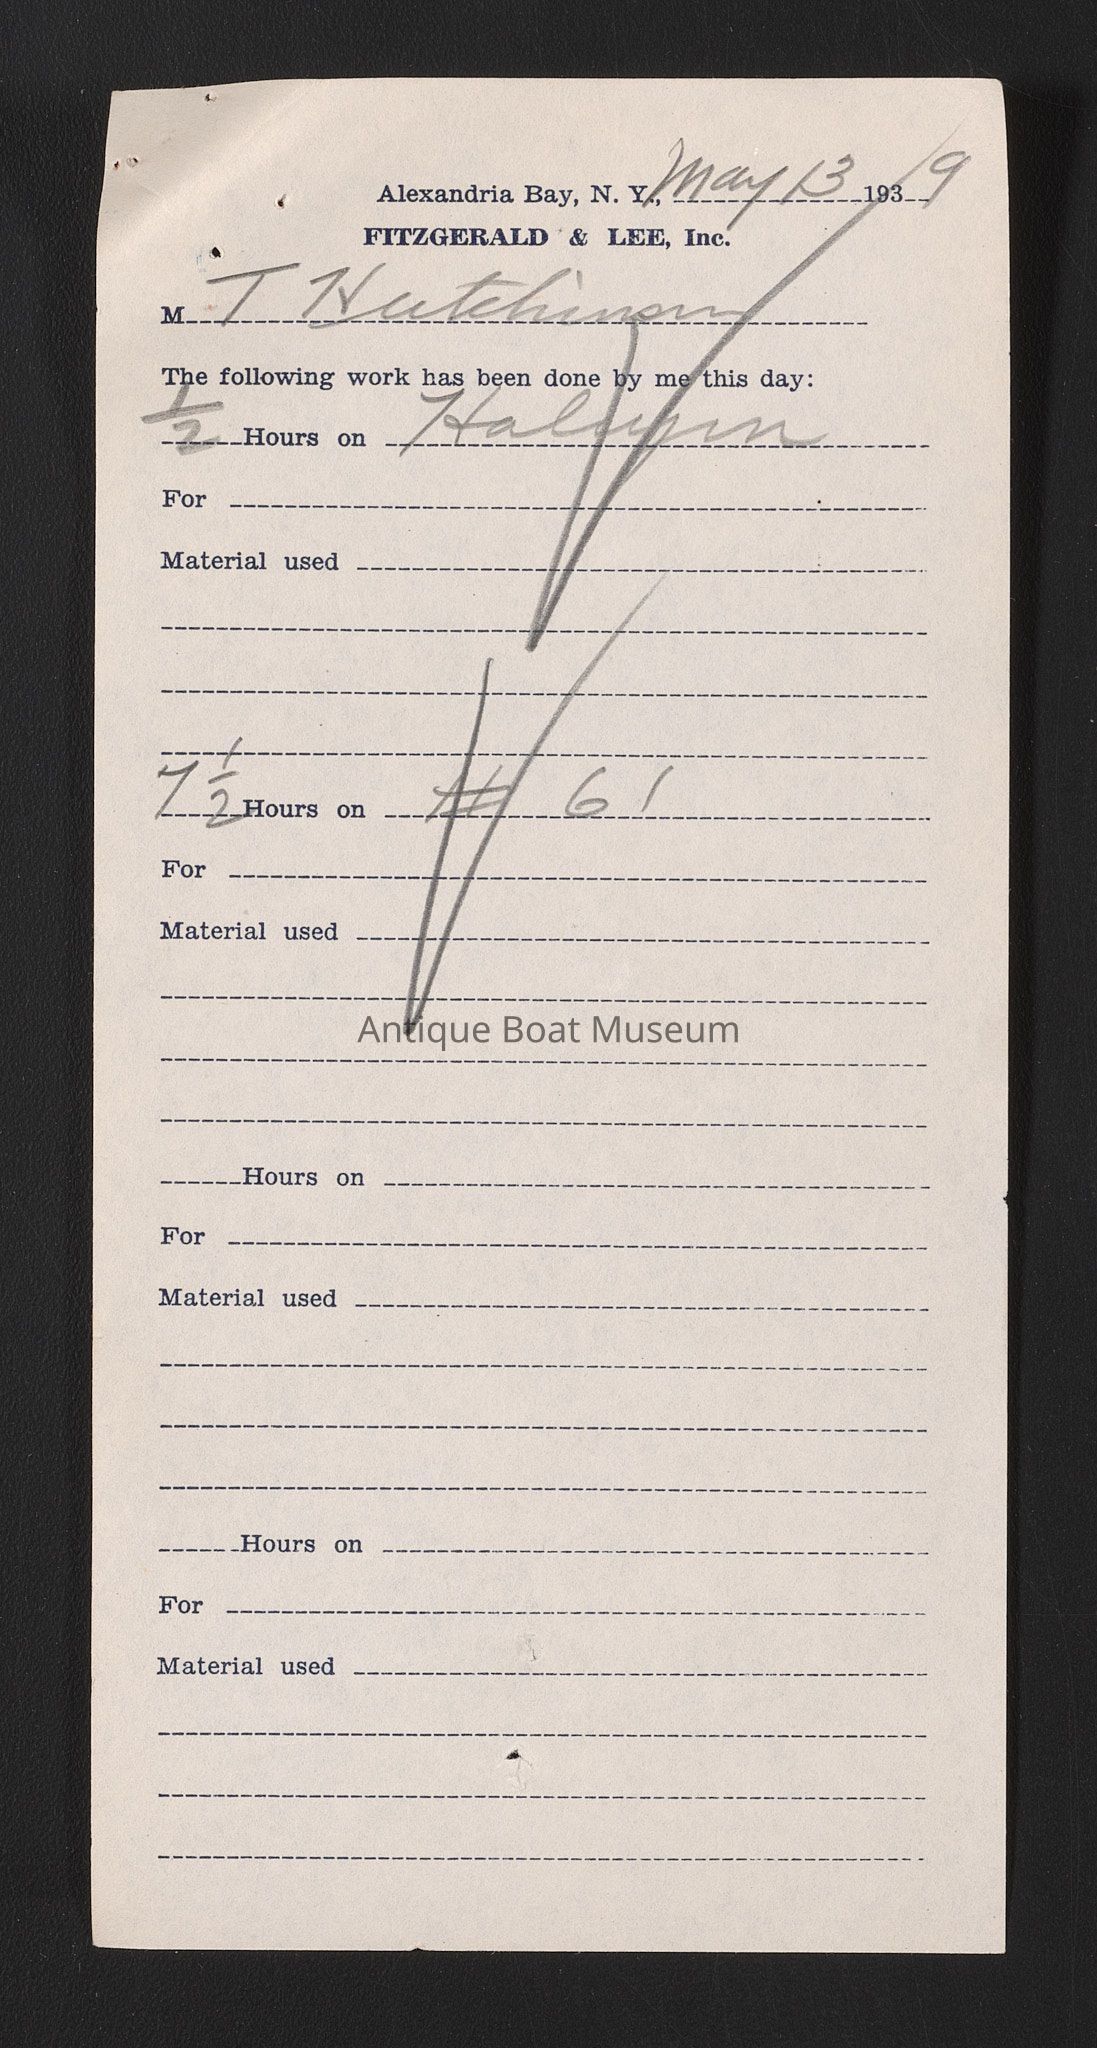 Alexandria Bay, N. Y., May 13 1939
FITZGERALD & LEE, Inc.
M T Hutchinson
The following work has been done by me this day:
1/2 Hours on Halcyon
For
Material used
7 1/2 Hours on # 61
For
Material used
Antique Boat Museum
Hours on
For
Material used
Hours on
For
Material used